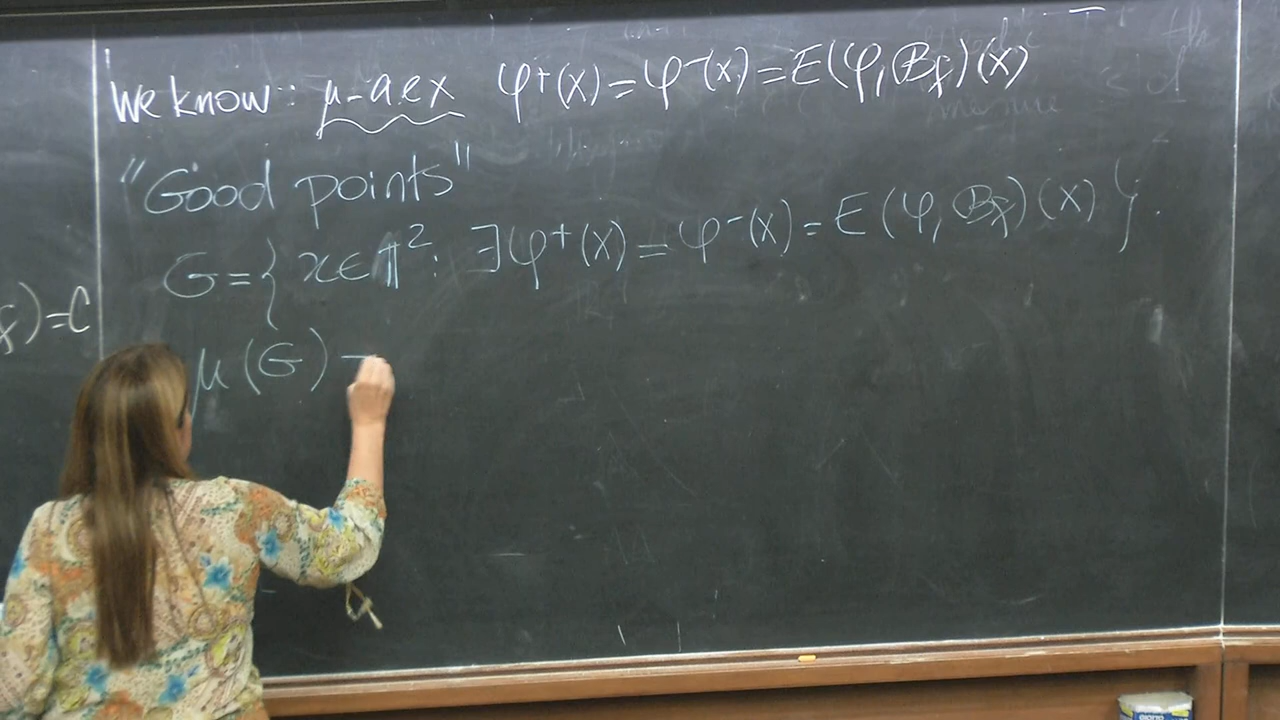 We know: μ-a.e x φ⁺(x) = φ⁻(x) = E(φ, B_f)(x)
"Good points"
G = { x ∈ 𝕋² : ∃ φ⁺(x) = φ⁻(x) = E(φ, B_f)(x) }.
f) = C
μ(G) –